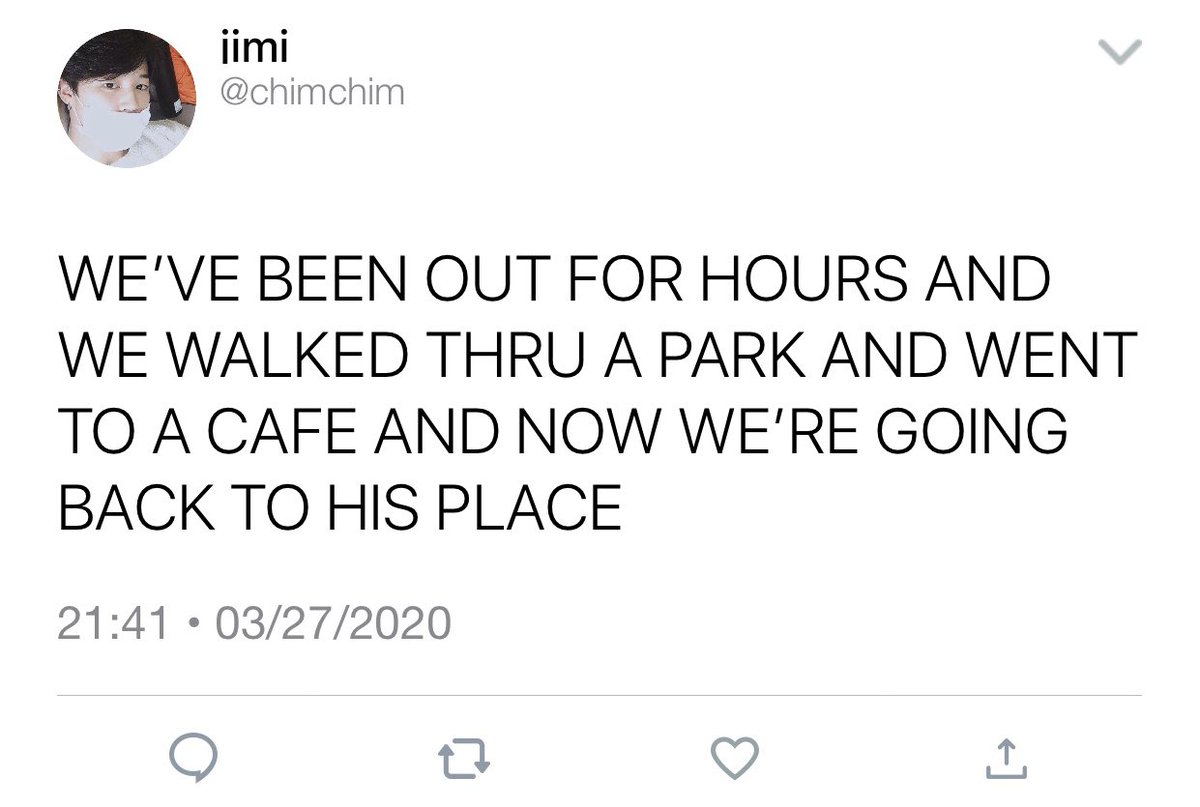 jimi
@chimchim
WE’VE BEEN OUT FOR HOURS AND
WE WALKED THRU A PARK AND WENT
TO A CAFE AND NOW WE’RE GOING
BACK TO HIS PLACE
21:41 • 03/27/2020